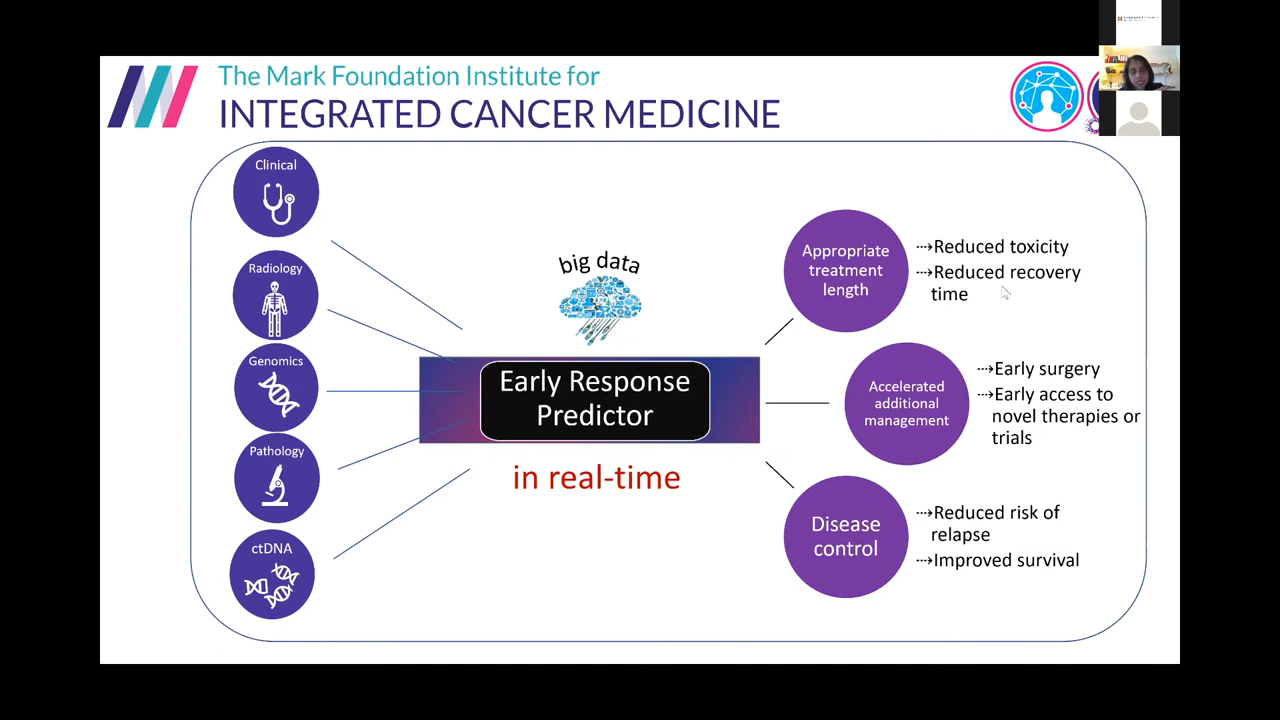 The Mark Foundation Institute for
INTEGRATED CANCER MEDICINE
Clinical
Radiology
Genomics
Pathology
ctDNA
big data
Early Response
Predictor
in real-time
Appropriate
treatment
length
⇢Reduced toxicity
⇢Reduced recovery
time
Accelerated
additional
management
⇢Early surgery
⇢Early access to
novel therapies or
trials
Disease
control
⇢Reduced risk of
relapse
⇢Improved survival